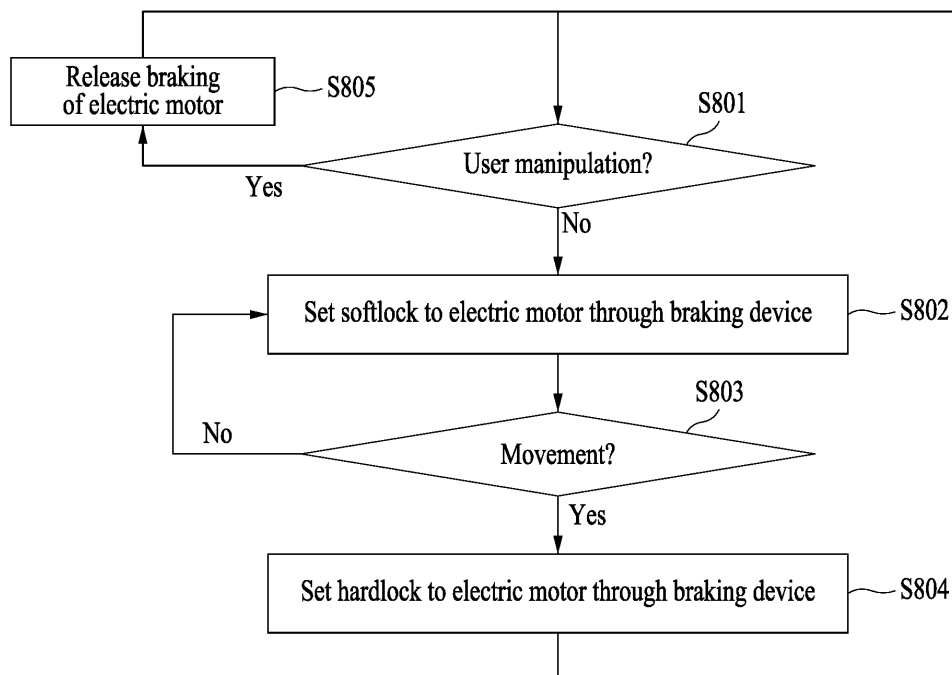 Release braking
of electric motor
S805
S801
User manipulation?
Yes
No
Set softlock to electric motor through braking device
S802
S803
No
Movement?
Yes
Set hardlock to electric motor through braking device
S804